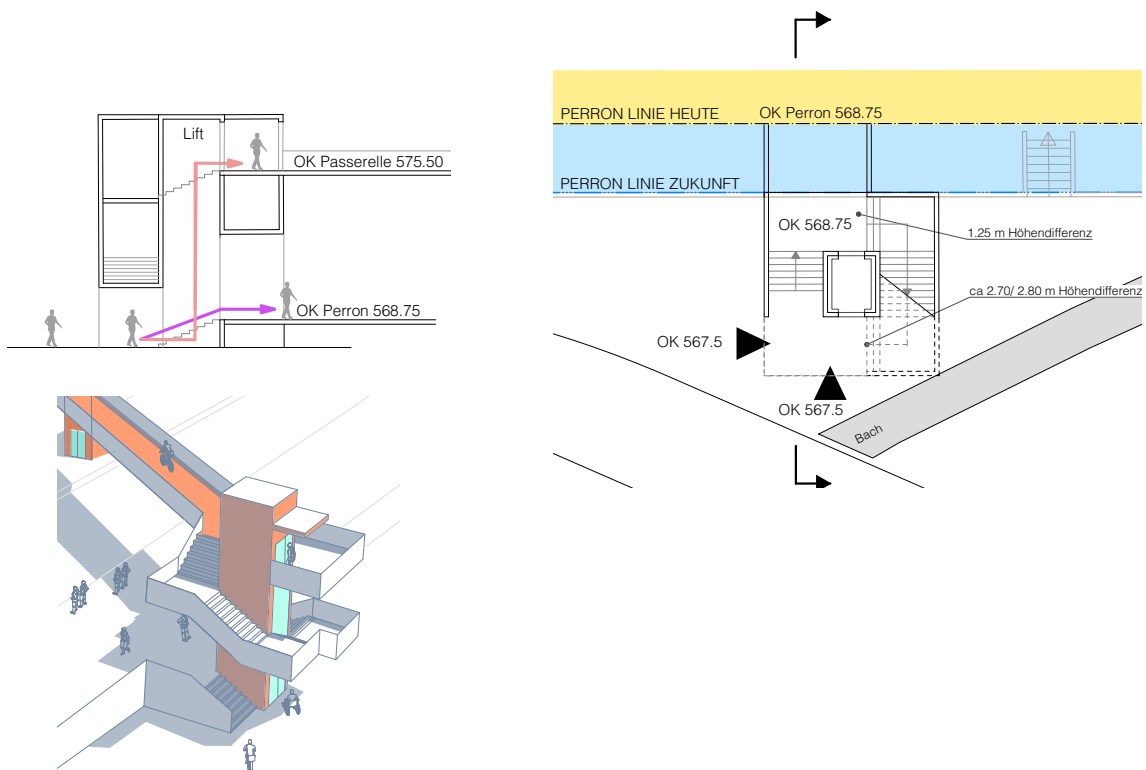 Lift
OK Passerelle 575.50
OK Perron 568.75
PERRON LINIE HEUTE
OK Perron 568.75
PERRON LINIE ZUKUNFT
OK 568.75
1.25 m Höhendifferenz
ca 2.70/ 2.80 m Höhendifferenz
OK 567.5
OK 567.5
Bach